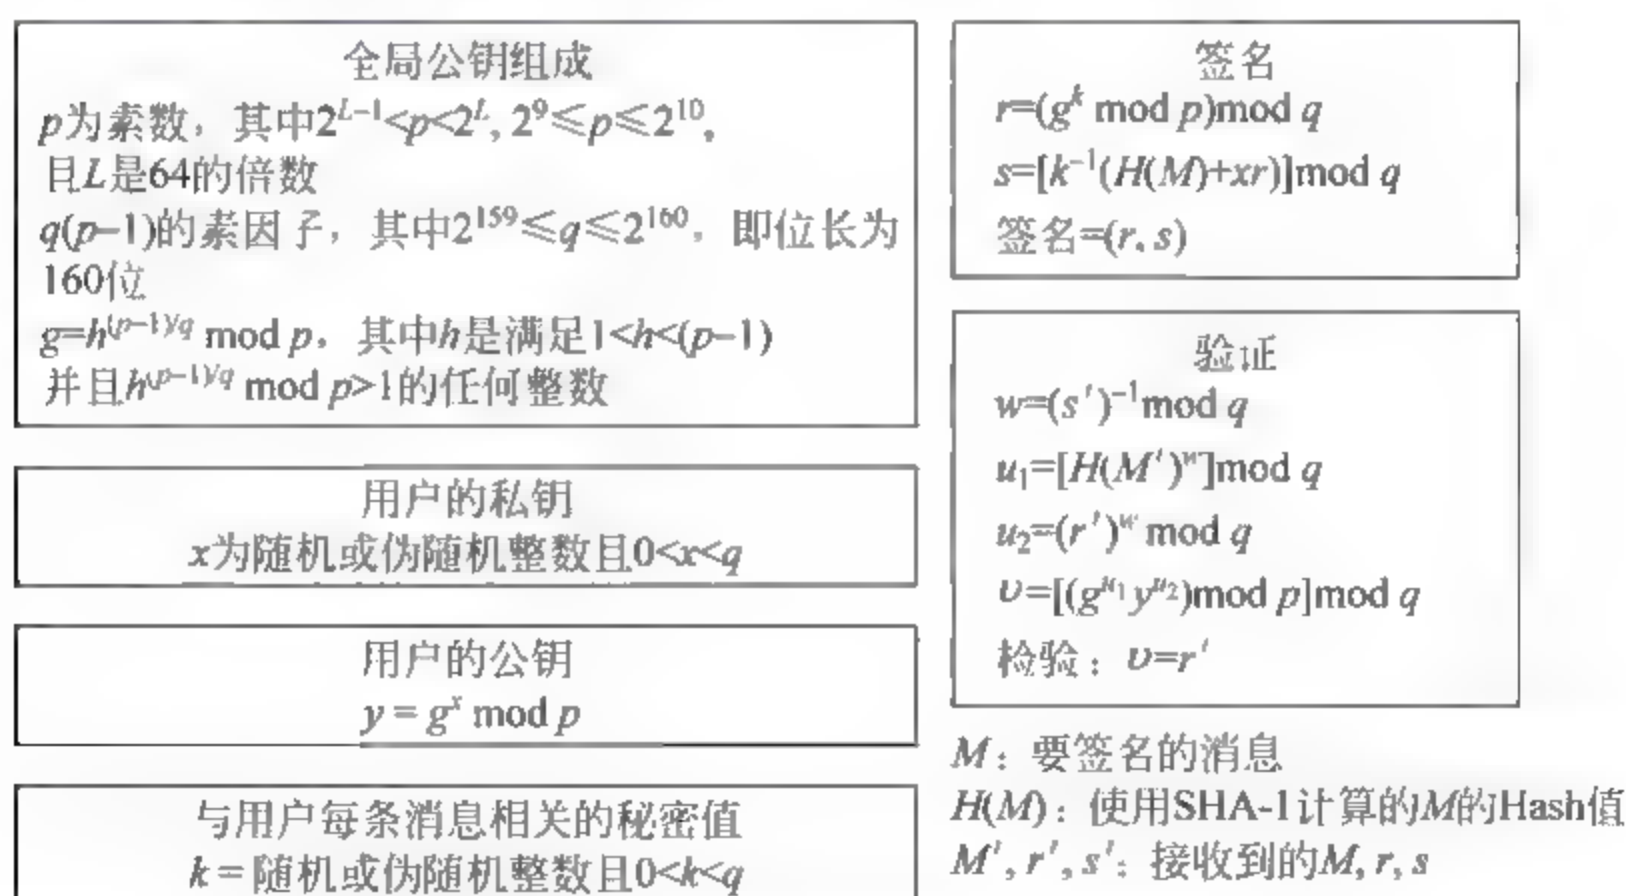 全局公钥组成
p为素数，其中2^{L-1}<p<2^L, 2^9≤p≤2^{10},
且L是64的倍数
q(p-1)的素因子，其中2^{159}≤q≤2^{160}，即位长为
160位
g=h^{(p-1)/q} mod p，其中h是满足1<h<(p-1)
并且h^{(p-1)/q} mod p>1的任何整数
用户的私钥
x为随机或伪随机整数且0<x<q
用户的公钥
y = g^x mod p
与用户每条消息相关的秘密值
k = 随机或伪随机整数且0<k<q
签名
r=(g^k mod p)mod q
s=[k^{-1}(H(M)+xr)]mod q
签名=(r, s)
验证
w=(s′)^{-1}mod q
u_1=[H(M′)^w]mod q
u_2=(r′)^w mod q
υ=[(g^{u_1} y^{u_2})mod p]mod q
检验：υ=r′
M：要签名的消息
H(M)：使用SHA-1计算的M的Hash值
M′, r′, s′：接收到的M, r, s